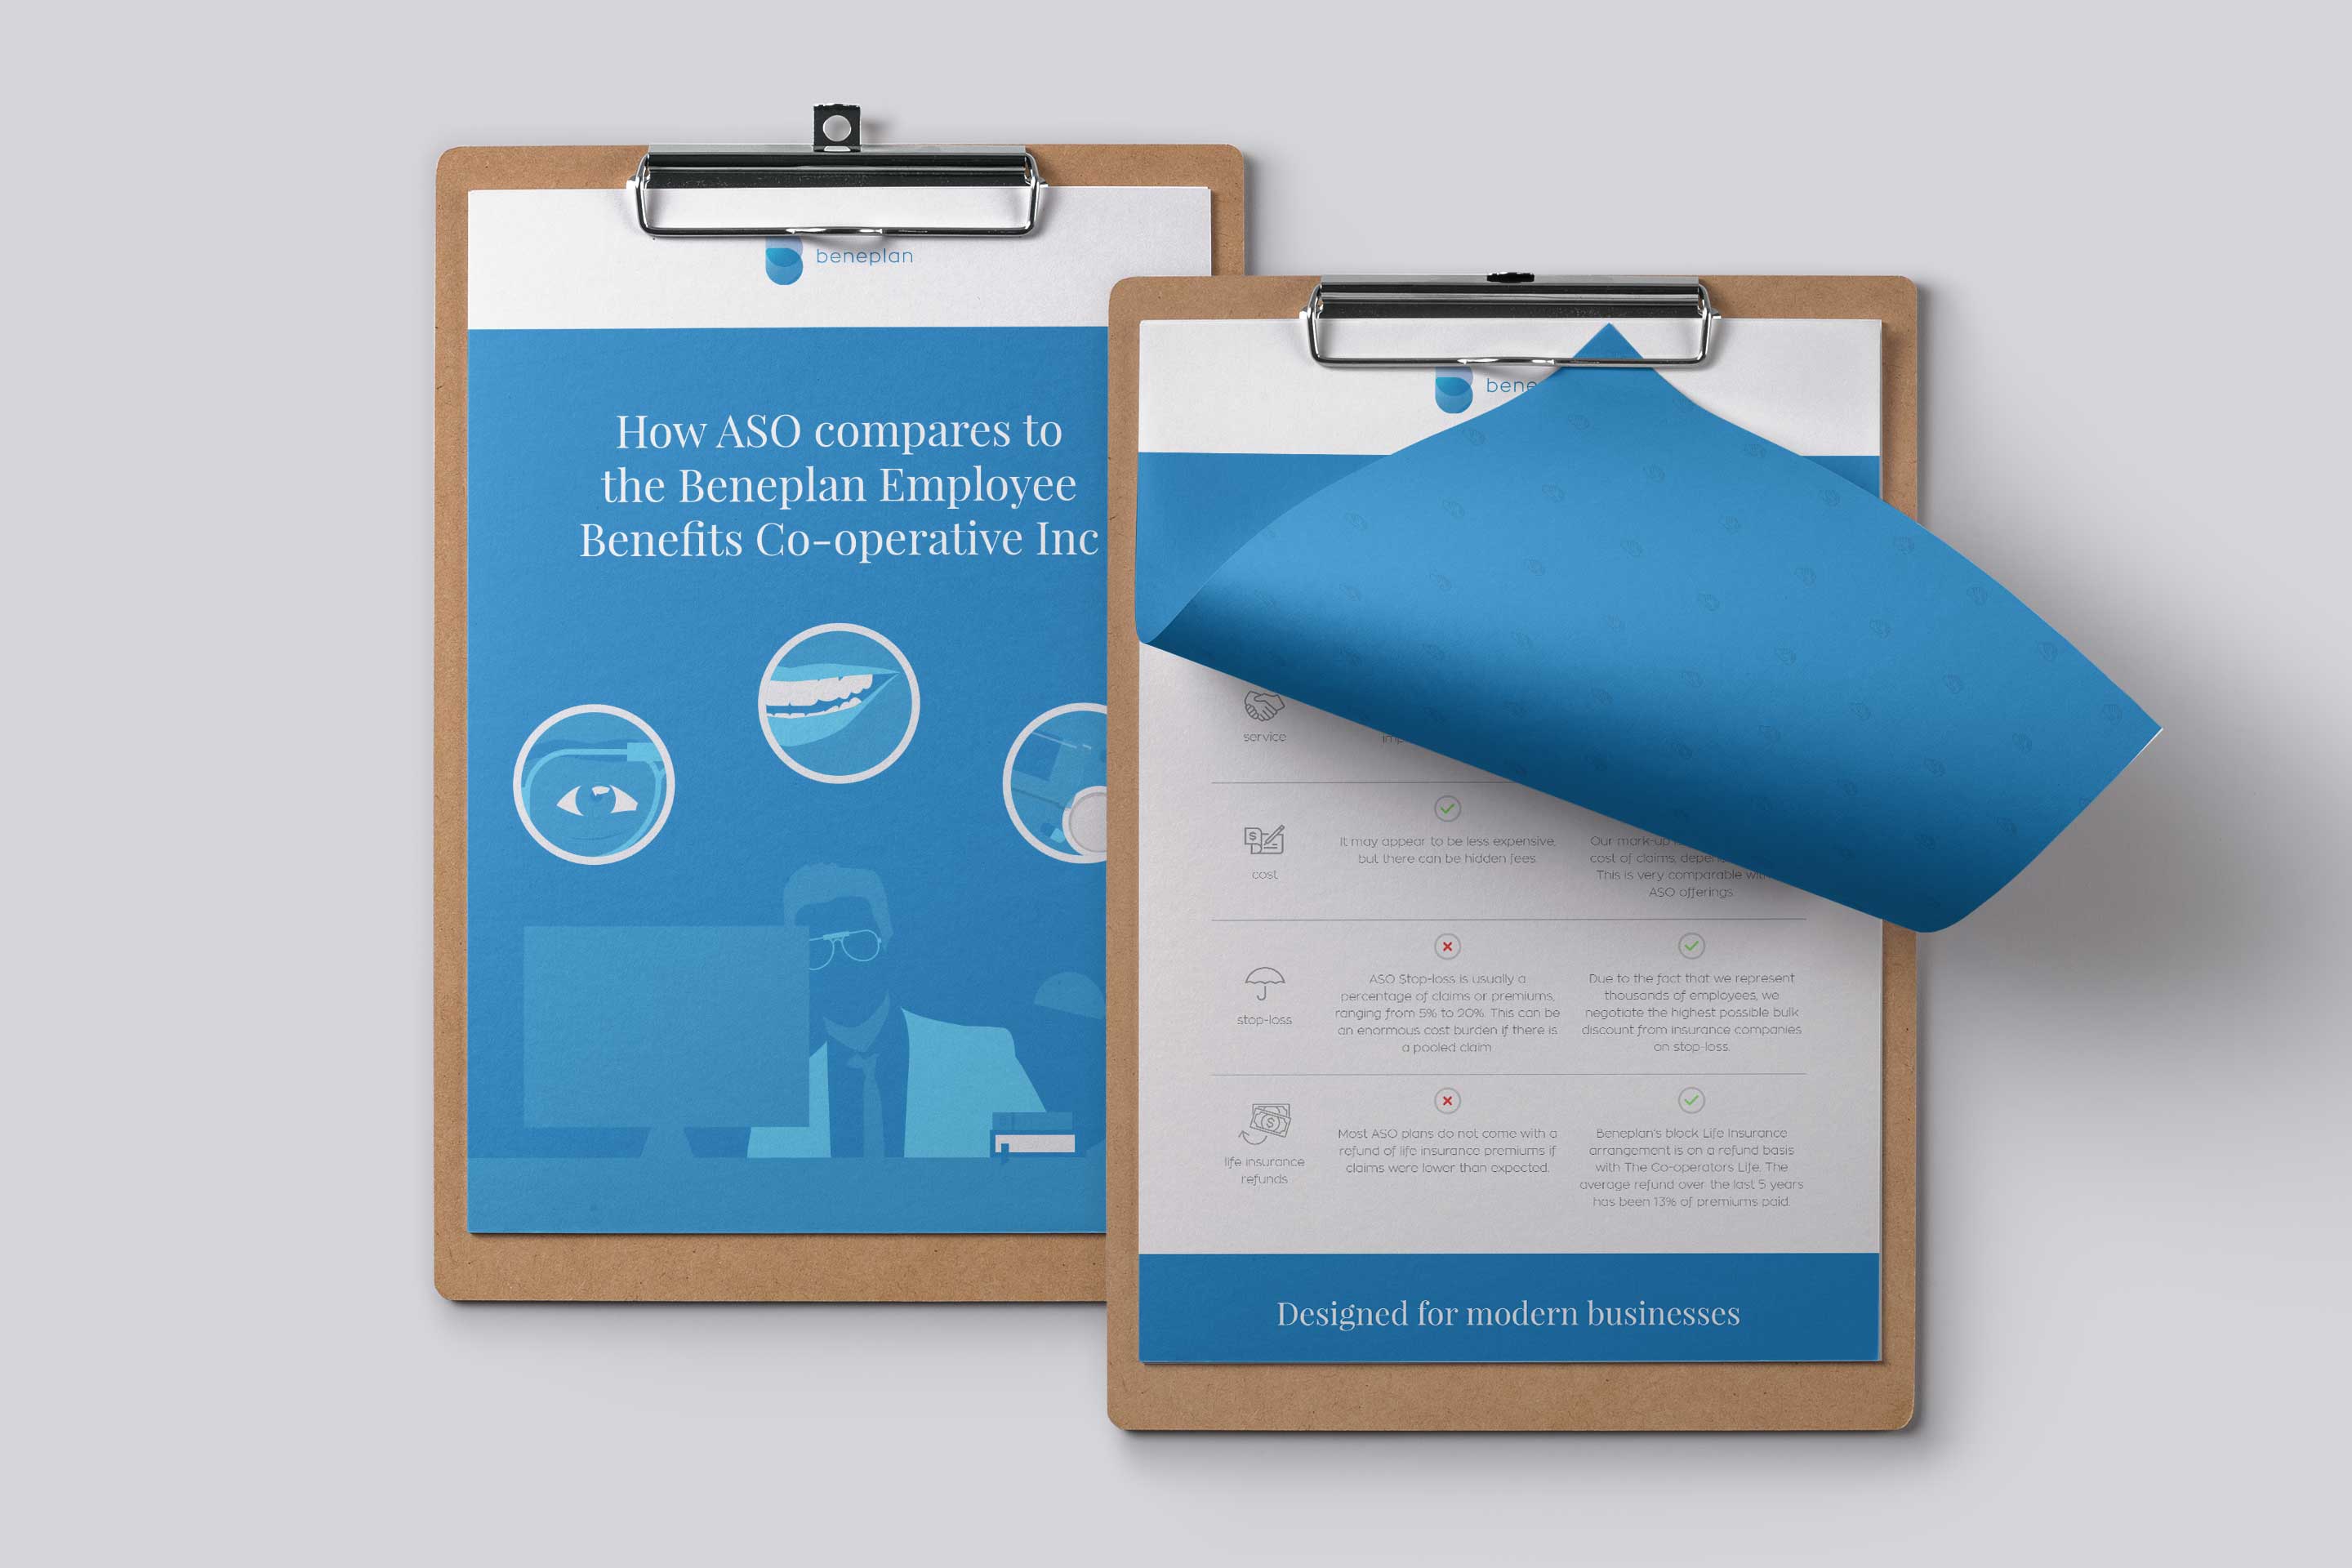 beneplan
How ASO compares to
the Beneplan Employee
Benefits Co-operative Inc
service
cost
It may appear to be less expensive,
but there can be hidden fees.
Our mark-up
cost of claims,
This is very comparable
ASO offerings.
stop-loss
ASO Stop-loss is usually a
percentage of claims or premiums,
ranging from 5% to 20%. This can be
an enormous cost burden if there is
a pooled claim.
Due to the fact that we represent
thousands of employees, we
negotiate the highest possible bulk
discount from insurance companies
on stop-loss.
life insurance
refunds
Most ASO plans do not come with a
refund of life insurance premiums if
claims were lower than expected.
Beneplan's block Life Insurance
arrangement is on a refund basis
with The Co-operators Life. The
average refund over the last 5 years
has been 13% of premiums paid.
Designed for modern businesses